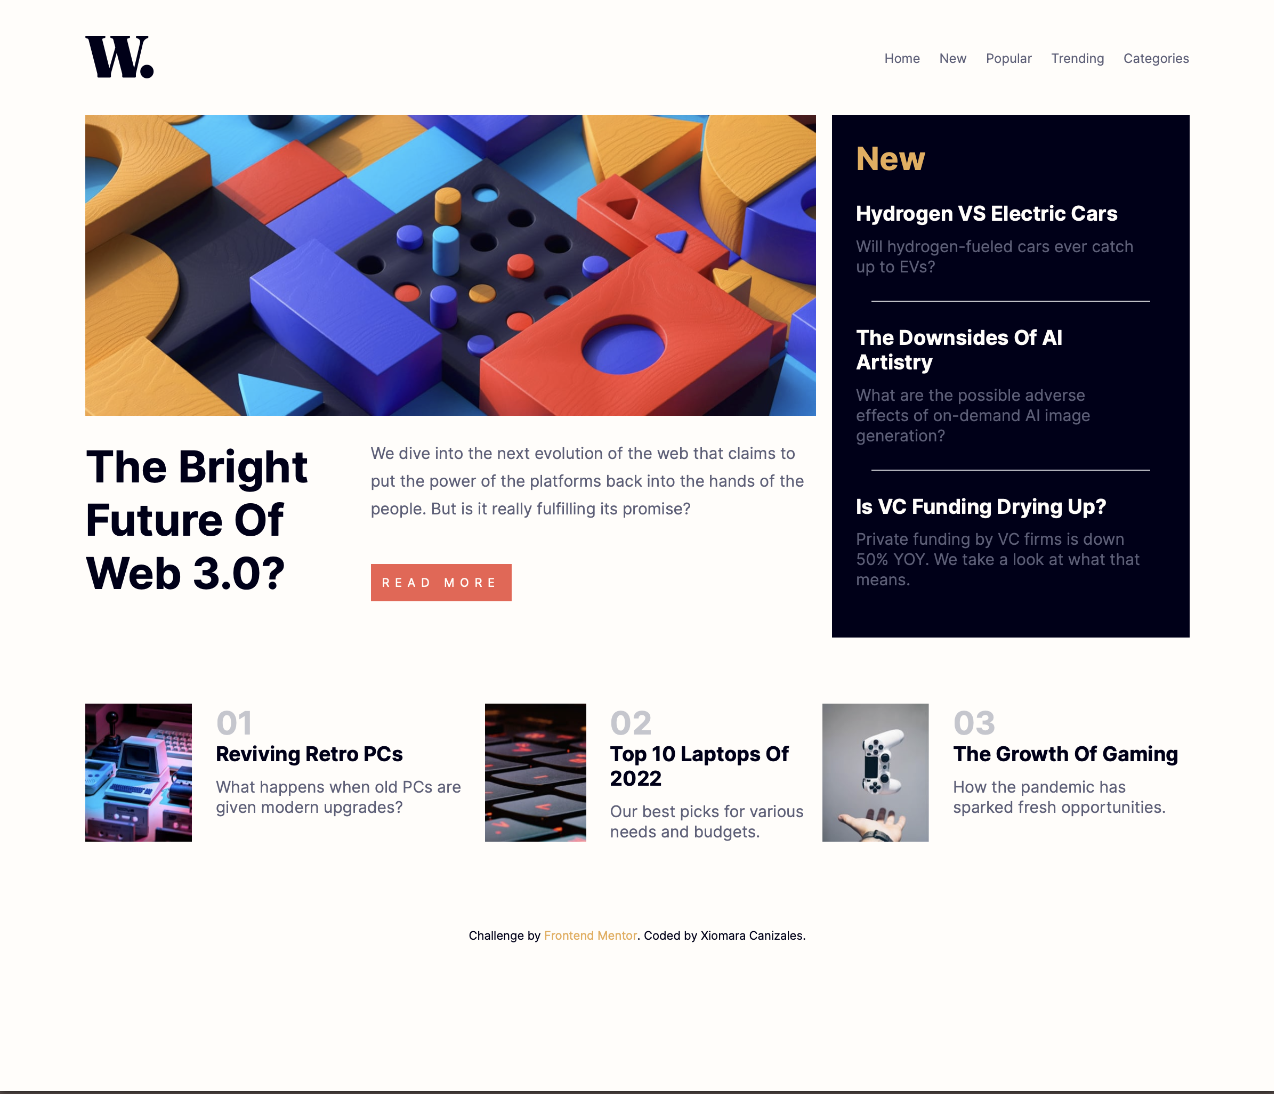 W.
Home New Popular Trending Categories
New
Hydrogen VS Electric Cars
Will hydrogen-fueled cars ever catch
up to EVs?
The Downsides Of AI
Artistry
What are the possible adverse
effects of on-demand AI image
generation?
Is VC Funding Drying Up?
Private funding by VC firms is down
50% YOY. We take a look at what that
means.
The Bright
Future Of
Web 3.0?
We dive into the next evolution of the web that claims to
put the power of the platforms back into the hands of the
people. But is it really fulfilling its promise?
READ MORE
01
Reviving Retro PCs
What happens when old PCs are
given modern upgrades?
02
Top 10 Laptops Of
2022
Our best picks for various
needs and budgets.
03
The Growth Of Gaming
How the pandemic has
sparked fresh opportunities.
Challenge by Frontend Mentor. Coded by Xiomara Canizales.